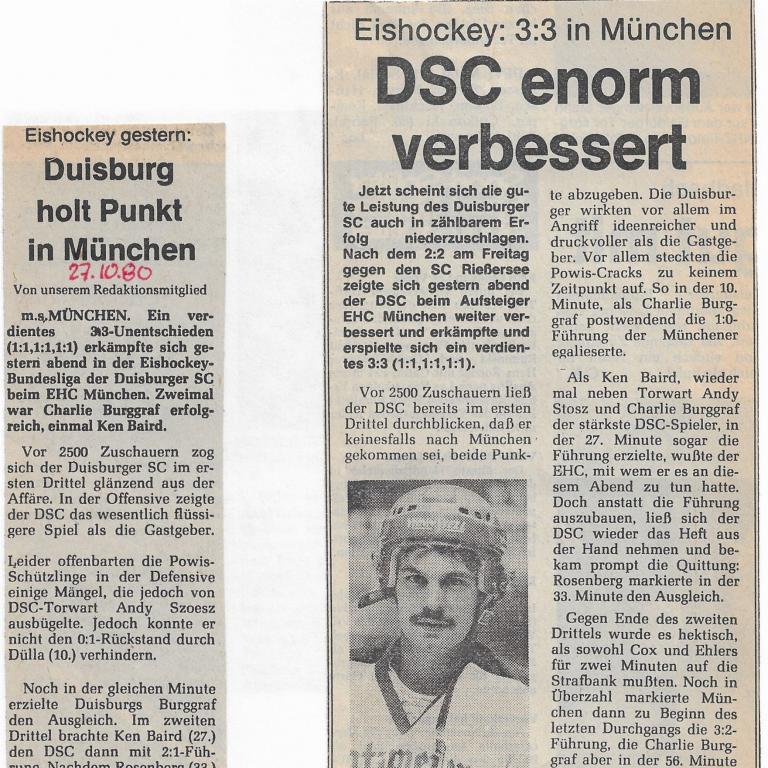 Eishockey gestern:
Duisburg
holt Punkt
in München
27.10.80
Von unserem Redaktionsmitglied
m.s. MÜNCHEN. Ein ver-
dientes 3:3-Unentschieden
(1:1,1:1,1:1) erkämpfte sich ge-
stern abend in der Eishockey-
Bundesliga der Duisburger SC
beim EHC München. Zweimal
war Charlie Burggraf erfolg-
reich, einmal Ken Baird.
Vor 2500 Zuschauern zog
sich der Duisburger SC im er-
sten Drittel glänzend aus der
Affäre. In der Offensive zeigte
der DSC das wesentlich flüssi-
gere Spiel als die Gastgeber.
Leider offenbarten die Powis-
Schützlinge in der Defensive
einige Mängel, die jedoch von
DSC-Torwart Andy Szoesz
ausbügelte. Jedoch konnte er
nicht den 0:1-Rückstand durch
Dülla (10.) verhindern.
Noch in der gleichen Minute
erzielte Duisburgs Burggraf
den Ausgleich. Im zweiten
Drittel brachte Ken Baird (27.)
den DSC dann mit 2:1-Füh-
rung. Nachdem Rosenberg (33.)
Eishockey: 3:3 in München
DSC enorm
verbessert
Jetzt scheint sich die gu-
te Leistung des Duisburger
SC auch in zählbarem Er-
folg niederzuschlagen.
Nach dem 2:2 am Freitag
gegen den SC Rießersee
zeigte sich gestern abend
der DSC beim Aufsteiger
EHC München weiter ver-
bessert und erkämpfte und
erspielte sich ein verdien-
tes 3:3 (1:1,1:1,1:1).
Vor 2500 Zuschauern ließ
der DSC bereits im ersten
Drittel durchblicken, daß er
keinesfalls nach München
gekommen sei, beide Punk-
te abzugeben. Die Duisbur-
ger wirkten vor allem im
Angriff ideenreicher und
druckvoller als die Gastge-
ber. Vor allem steckten die
Powis-Cracks zu keinem
Zeitpunkt auf. So in der 10.
Minute, als Charlie Burg-
graf postwendend die 1:0-
Führung der Münchener
egalieserte.
Als Ken Baird, wieder
mal neben Torwart Andy
Stosz und Charlie Burggraf
der stärkste DSC-Spieler, in
der 27. Minute sogar die
Führung erzielte, wußte der
EHC, mit wem er es an die-
sem Abend zu tun hatte.
Doch anstatt die Führung
auszubauen, ließ sich der
DSC wieder das Heft aus
der Hand nehmen und be-
kam prompt die Quittung:
Rosenberg markierte in der
33. Minute den Ausgleich.
Gegen Ende des zweiten
Drittels wurde es hektisch,
als sowohl Cox und Ehlers
für zwei Minuten auf die
Strafbank mußten. Noch in
Überzahl markierte Mün-
chen dann zu Beginn des
letzten Durchgangs die 3:2-
Führung, die Charlie Burg-
graf aber in der 56. Minute